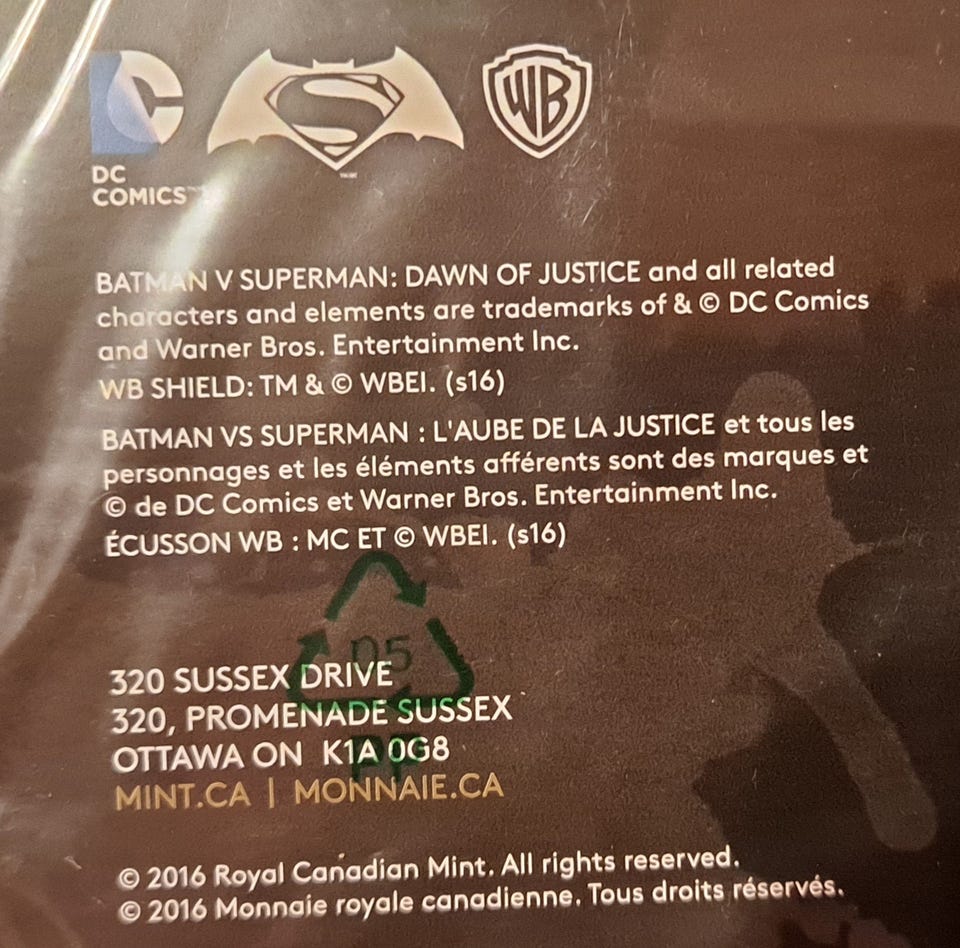 DC
COMICS™
WB
BATMAN V SUPERMAN: DAWN OF JUSTICE and all related
characters and elements are trademarks of & © DC Comics
and Warner Bros. Entertainment Inc.
WB SHIELD: TM & © WBEI. (s16)
BATMAN VS SUPERMAN : L'AUBE DE LA JUSTICE et tous les
personnages et les éléments afférents sont des marques et
© de DC Comics et Warner Bros. Entertainment Inc.
ÉCUSSON WB : MC ET © WBEI. (s16)
05
320 SUSSEX DRIVE
320, PROMENADE SUSSEX
OTTAWA ON K1A 0G8
PP
MINT.CA | MONNAIE.CA
© 2016 Royal Canadian Mint. All rights reserved.
© 2016 Monnaie royale canadienne. Tous droits réservés.